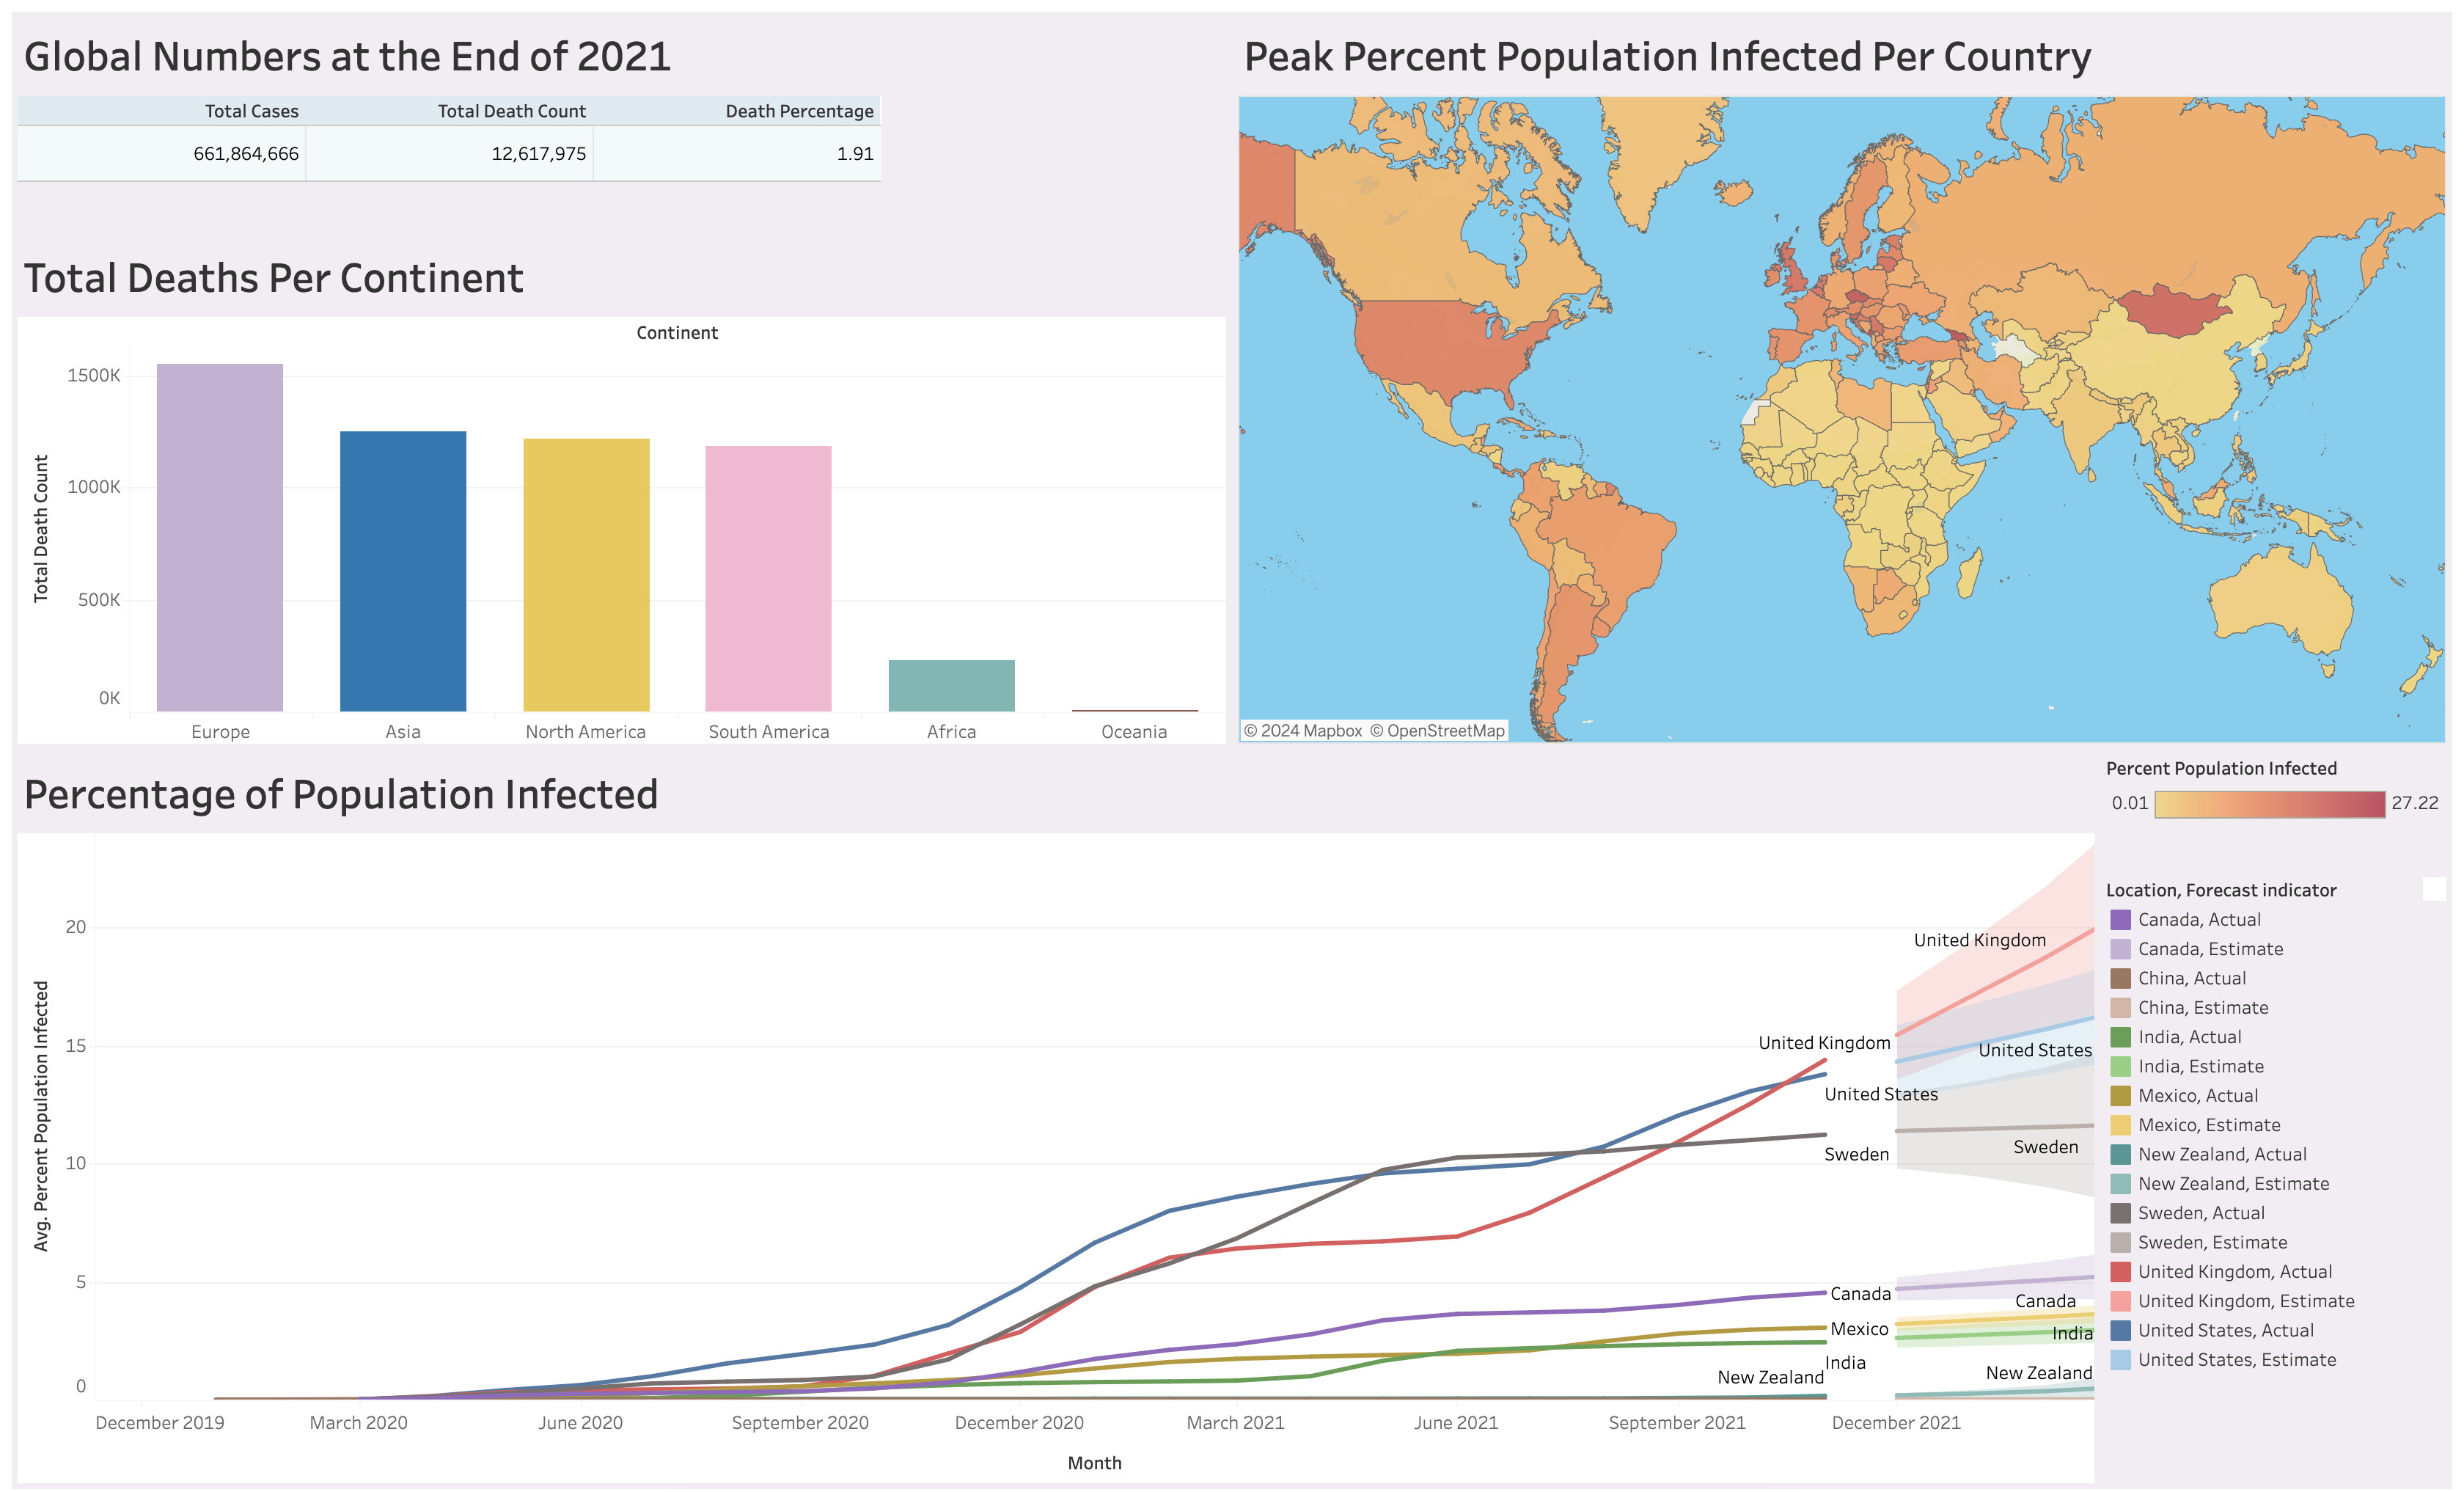 Global Numbers at the End of 2021
Total Cases Total Death Count Death Percentage
661,864,666 12,617,975 1.91
Total Deaths Per Continent
Continent
Total Death Count
1500K
1000K
500K
0K
Europe Asia North America South America Africa Oceania
Peak Percent Population Infected Per Country
© 2024 Mapbox © OpenStreetMap
Percent Population Infected
0.01 27.22
Percentage of Population Infected
Avg. Percent Population Infected
20
15
10
5
0
United Kingdom
United Kingdom
United States
United States
Sweden
Sweden
Canada
Canada
Mexico
India
India
New Zealand
New Zealand
December 2019 March 2020 June 2020 September 2020 December 2020 March 2021 June 2021 September 2021 December 2021
Month
Location, Forecast indicator
Canada, Actual
Canada, Estimate
China, Actual
China, Estimate
India, Actual
India, Estimate
Mexico, Actual
Mexico, Estimate
New Zealand, Actual
New Zealand, Estimate
Sweden, Actual
Sweden, Estimate
United Kingdom, Actual
United Kingdom, Estimate
United States, Actual
United States, Estimate